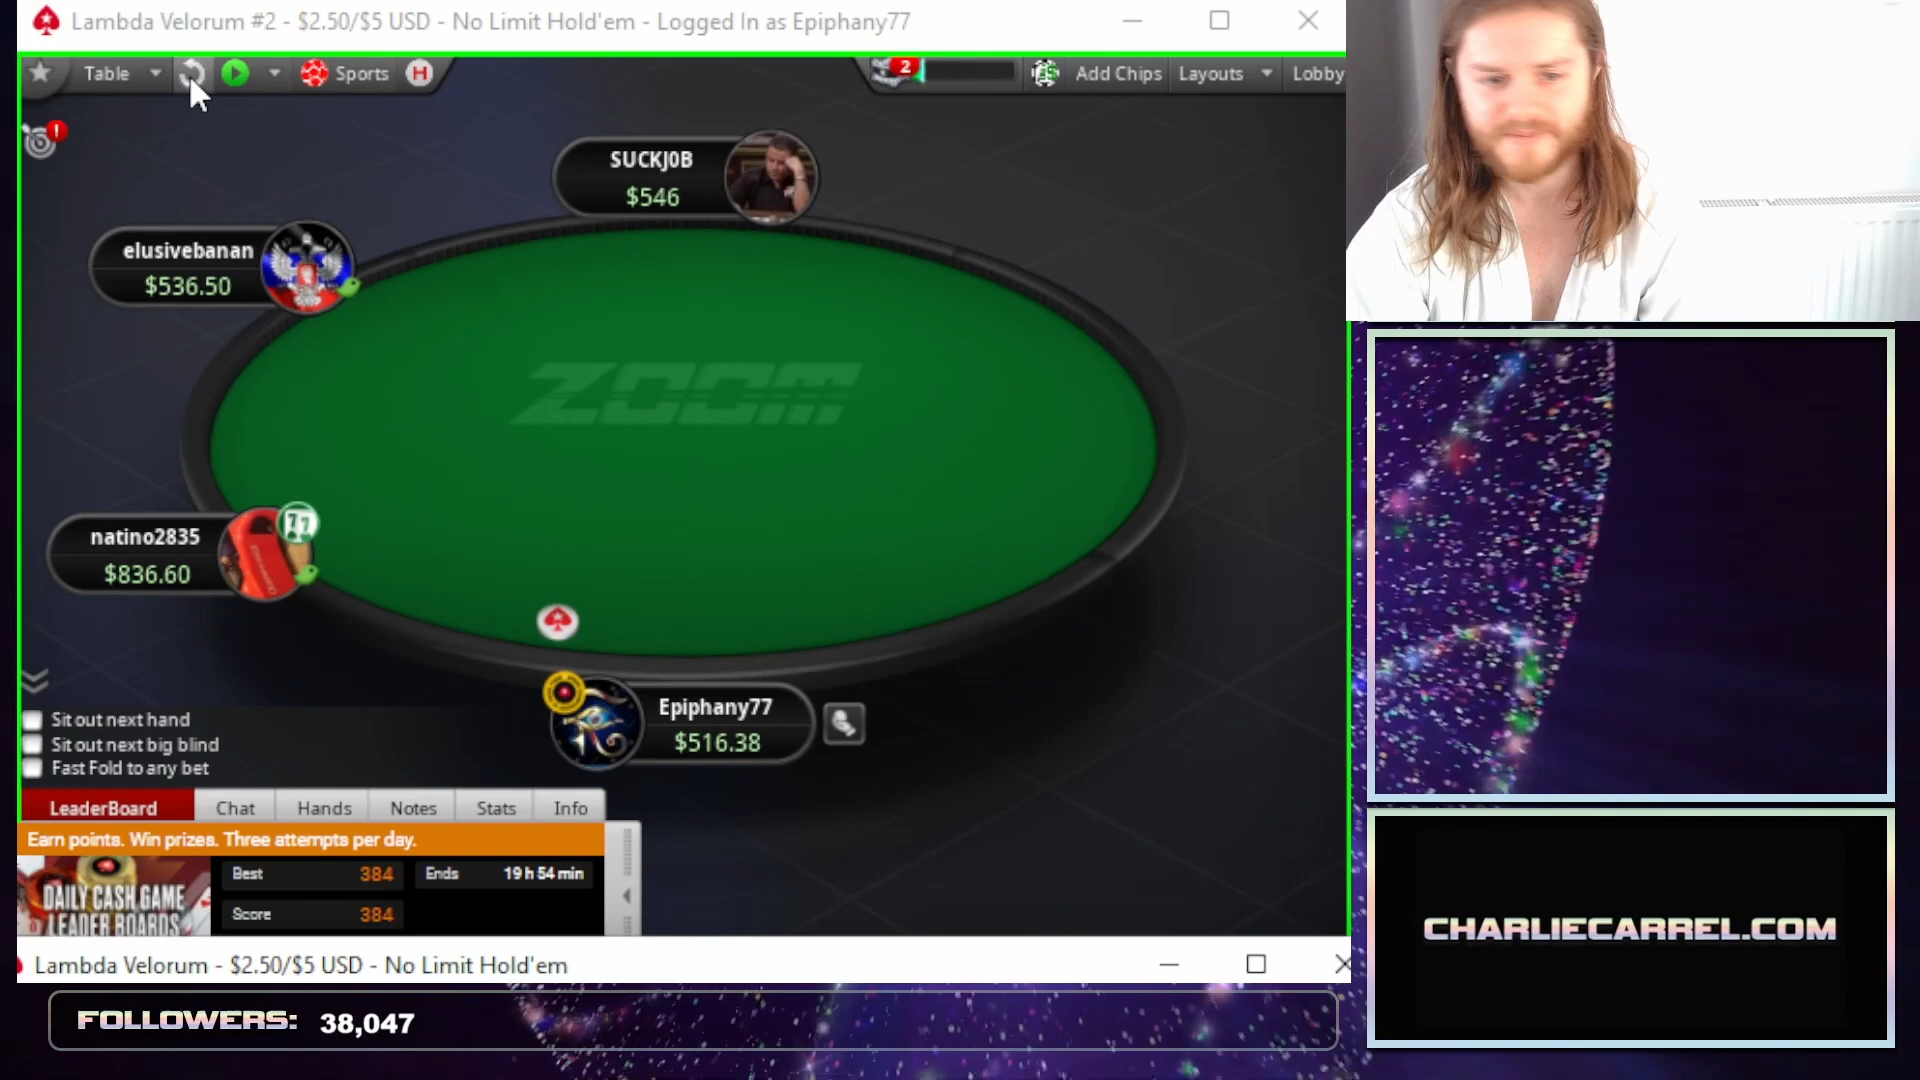 Lambda Velorum #2 - $2.50/$5 USD - No Limit Hold'em - Logged In as Epiphany77
Table
Sports
H
2
Add Chips
Layouts
Lobby
!
SUCKJ0B
$546
elusivebanan
$536.50
ZOOM
natino2835
$836.60
Epiphany77
$516.38
Sit out next hand
Sit out next big blind
Fast Fold to any bet
LeaderBoard
Chat
Hands
Notes
Stats
Info
Earn points. Win prizes. Three attempts per day.
DAILY CASH GAME
LEADER BOARDS
Best 384
Ends 19 h 54 min
Score 384
Lambda Velorum - $2.50/$5 USD - No Limit Hold'em
CHARLIECARREL.COM
FOLLOWERS: 38,047